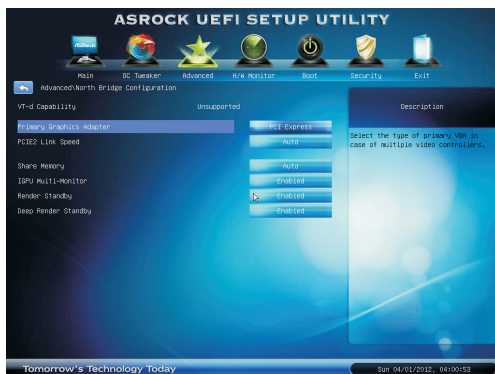 ASROCK UEFI SETUP UTILITY
ASRock
Main OC Tweaker Advanced H/W Monitor Boot Security Exit
Advanced\North Bridge Configuration
Description
VT-d Capability Unsupported
Primary Graphics Adapter PCI Express
Select the type of primary VGA in
case of multiple video controllers.
PCIE2 Link Speed Auto
Share Memory Auto
IGPU Multi-Monitor Enabled
Render Standby Enabled
Deep Render Standby Enabled
Tomorrow's Technology Today Sun 04/01/2012, 04:00:53